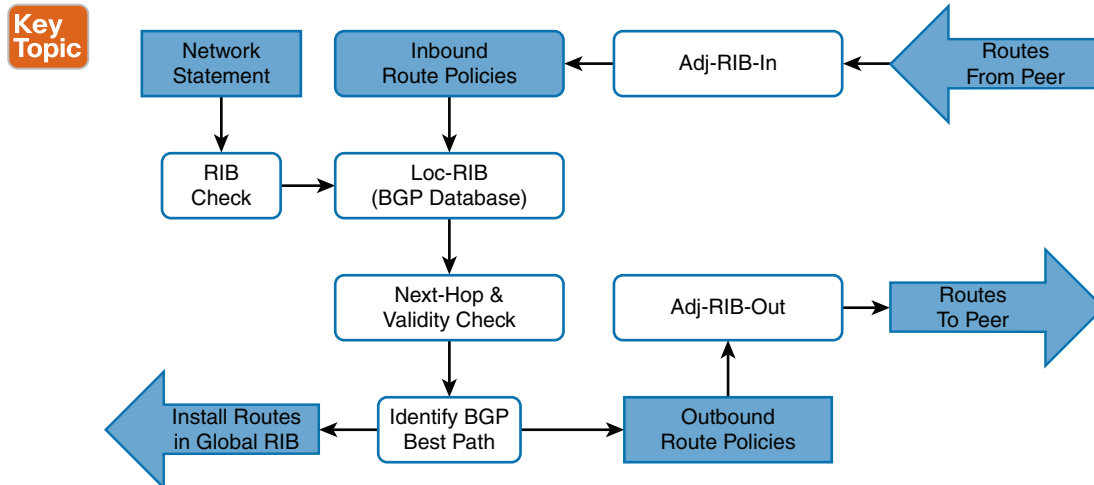 Key
Topic
Network
Statement
Inbound
Route Policies
Adj-RIB-In
Routes
From Peer
RIB
Check
Loc-RIB
(BGP Database)
Next-Hop &
Validity Check
Adj-RIB-Out
Routes
To Peer
Install Routes
in Global RIB
Identify BGP
Best Path
Outbound
Route Policies